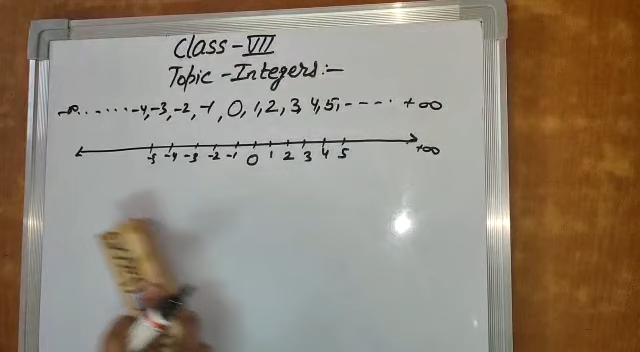 Class - VII
Topic - Integers:-
-∞.......-4,-3,-2,-1,0,1,2,3,4,5,----.+∞
-5 -4 -3 -2 -1 0 1 2 3 4 5 +∞